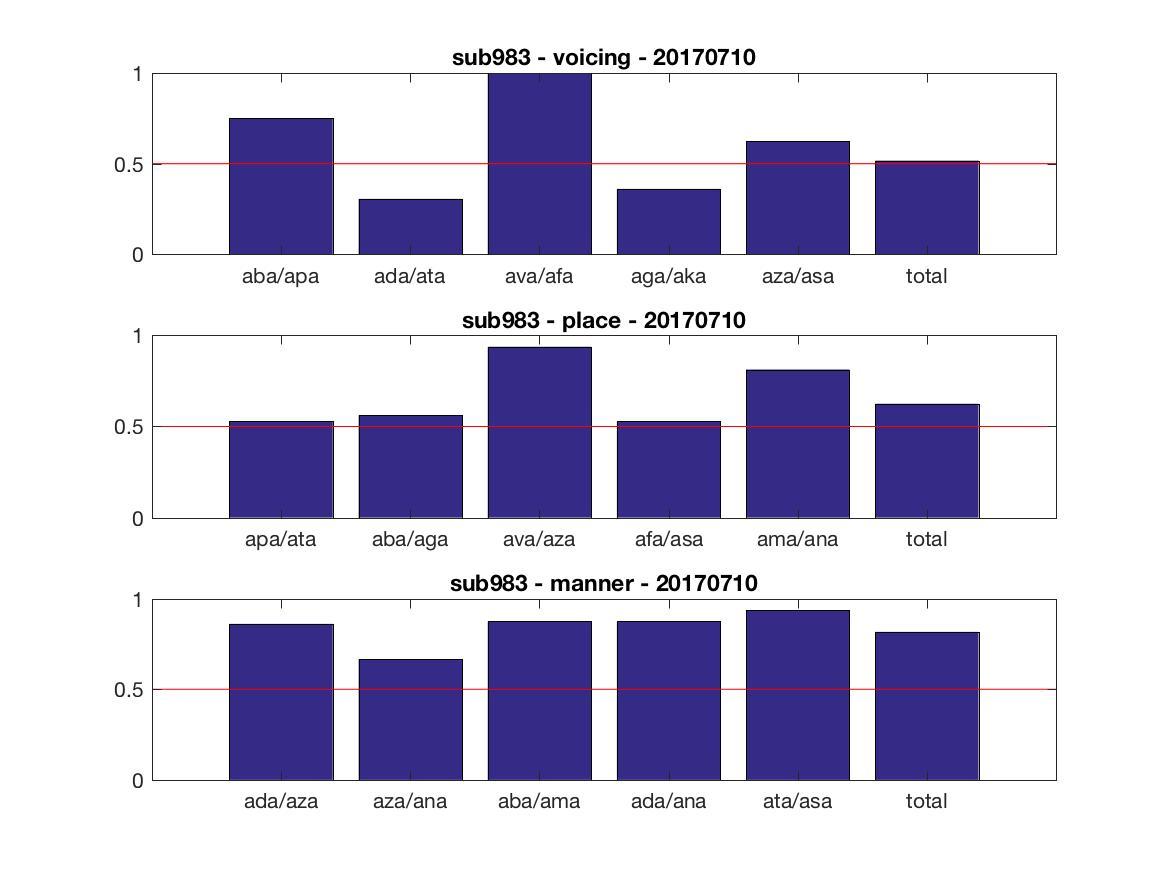 sub983 - voicing - 20170710
1
0.5
0
aba/apa ada/ata ava/afa aga/aka aza/asa total
sub983 - place - 20170710
1
0.5
0
apa/ata aba/aga ava/aza afa/asa ama/ana total
sub983 - manner - 20170710
1
0.5
0
ada/aza aza/ana aba/ama ada/ana ata/asa total